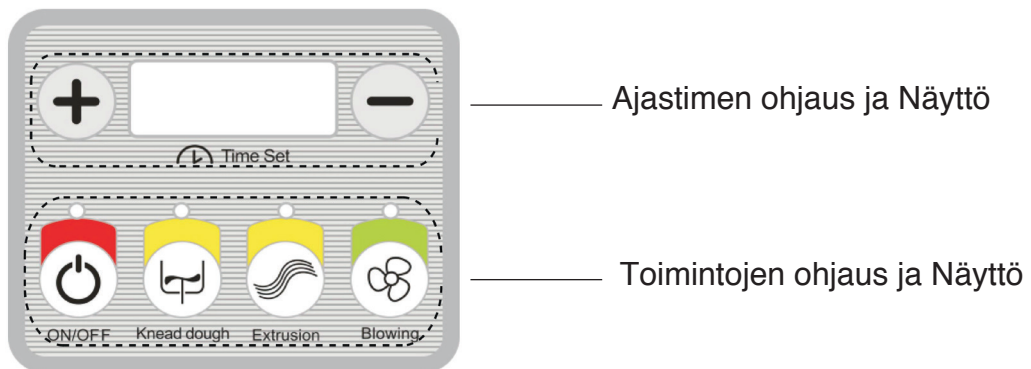 Ajastimen ohjaus ja Näyttö
Time Set
Toimintojen ohjaus ja Näyttö
ON/OFF Knead dough Extrusion Blowing